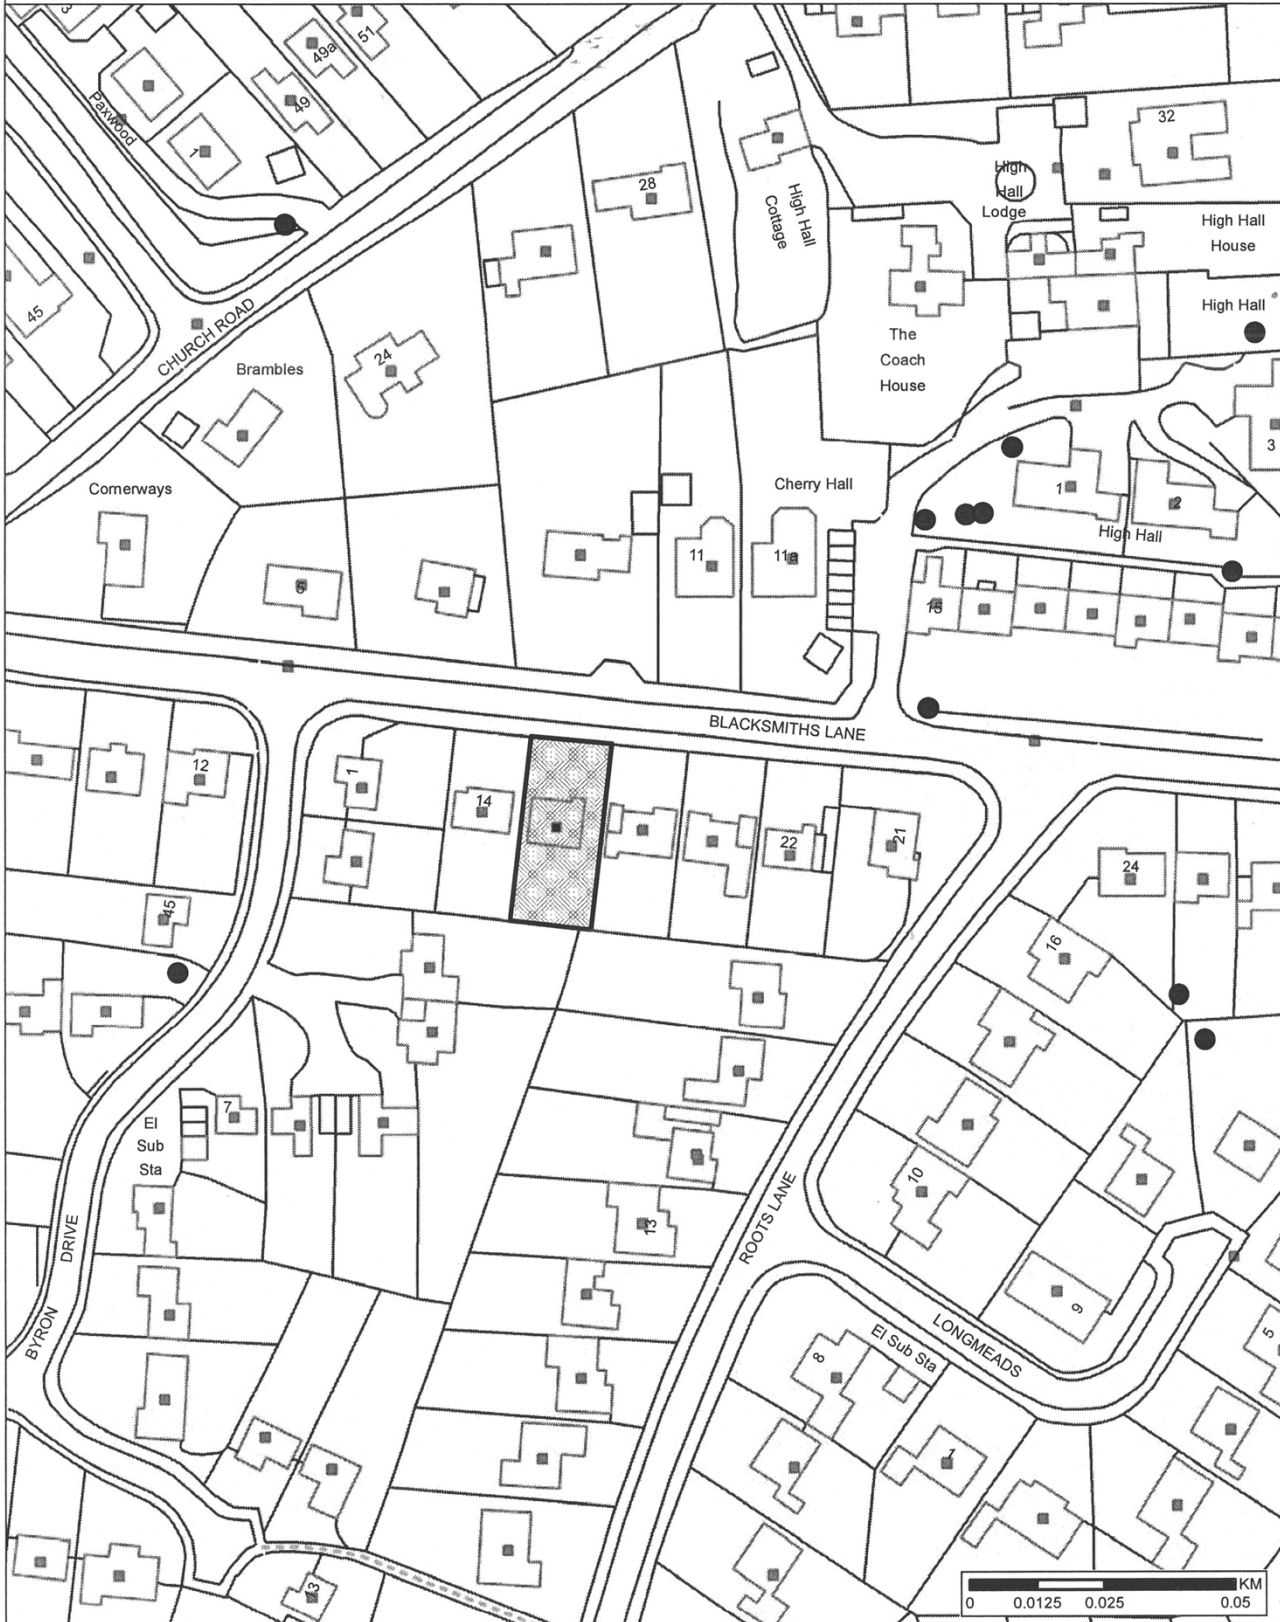 3
51
49a
49
Paxwood
1
32
High
Hall
Lodge
28
High Hall
Cottage
High Hall
House
High Hall
45
CHURCH ROAD
The
Coach
House
24
Brambles
3
Cornerways
Cherry Hall
1
2
High Hall
11
11a
6
15
BLACKSMITHS LANE
12
1
14
22
21
24
45
16
7
El
Sub
Sta
10
13
ROOTS LANE
DRIVE
BYRON
9
LONGMEADS
El Sub Sta
8
5
1
13
KM
0 0.0125 0.025 0.05